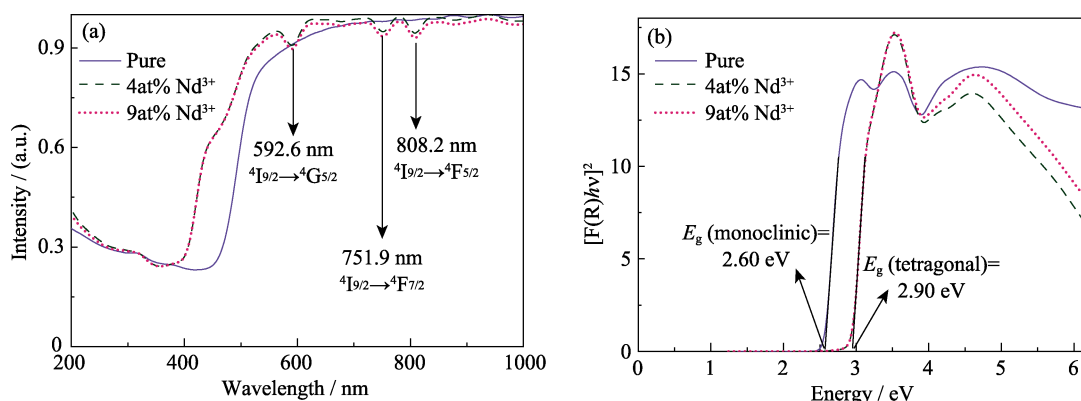 (a)
Pure
4at% Nd³⁺
9at% Nd³⁺
592.6 nm
⁴I9/2→⁴G5/2
808.2 nm
⁴I9/2→⁴F5/2
751.9 nm
⁴I9/2→⁴F7/2
Intensity / (a.u.)
0.9
0.6
0.3
0
200 400 600 800 1000
Wavelength / nm
(b)
Pure
4at% Nd³⁺
9at% Nd³⁺
Eg (monoclinic)=
2.60 eV
Eg (tetragonal)=
2.90 eV
[F(R)hν]²
15
10
5
0
0 1 2 3 4 5 6
Energy / eV